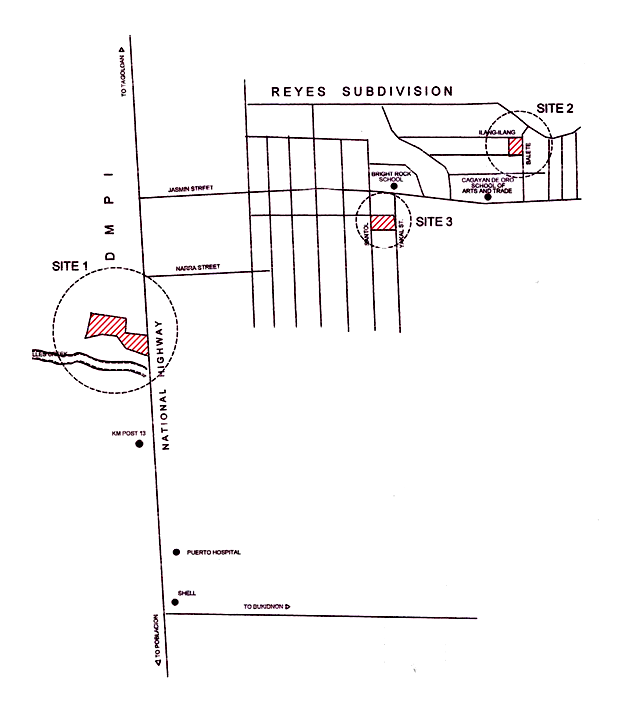 TO TAGOLOAN
REYES SUBDIVISION
SITE 2
ILANG-ILANG
BALETE
BRIGHT ROCK
SCHOOL
CAGAYAN DE ORO
SCHOOL OF
ARTS AND TRADE
JASMIN STREET
DMPI
SANTOL
YAKAL ST.
SITE 3
SITE 1
NARRA STREET
NATIONAL HIGHWAY
KM POST 13
PUERTO HOSPITAL
SHELL
TO BUKIDNON
TO POBLACION